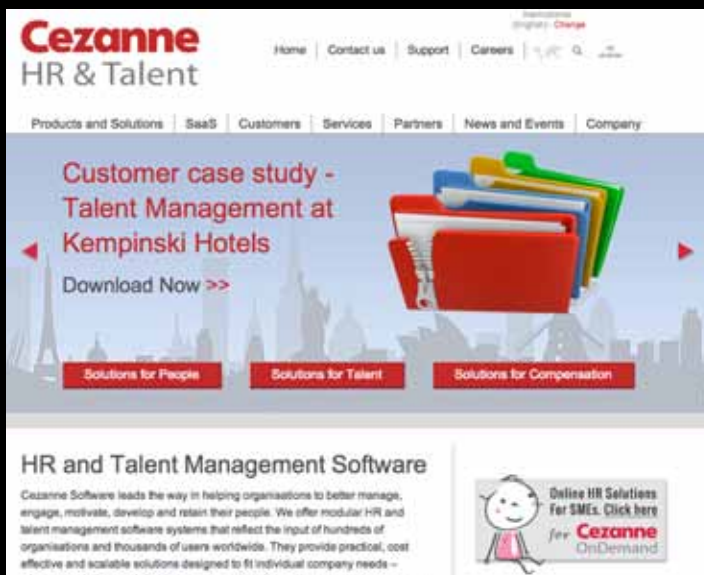 Cezanne
HR & Talent
International
(English) - Change
Home | Contact us | Support | Careers
Products and Solutions | SaaS | Customers | Services | Partners | News and Events | Company
Customer case study -
Talent Management at
Kempinski Hotels
Download Now >>
Solutions for People
Solutions for Talent
Solutions for Compensation
HR and Talent Management Software
Cezanne Software leads the way in helping organisations to better manage,
engage, motivate, develop and retain their people. We offer modular HR and
talent management software systems that reflect the input of hundreds of
organisations and thousands of users worldwide. They provide practical, cost
effective and scalable solutions designed to fit individual company needs –
Online HR Solutions
For SMEs. Click here
for Cezanne
OnDemand